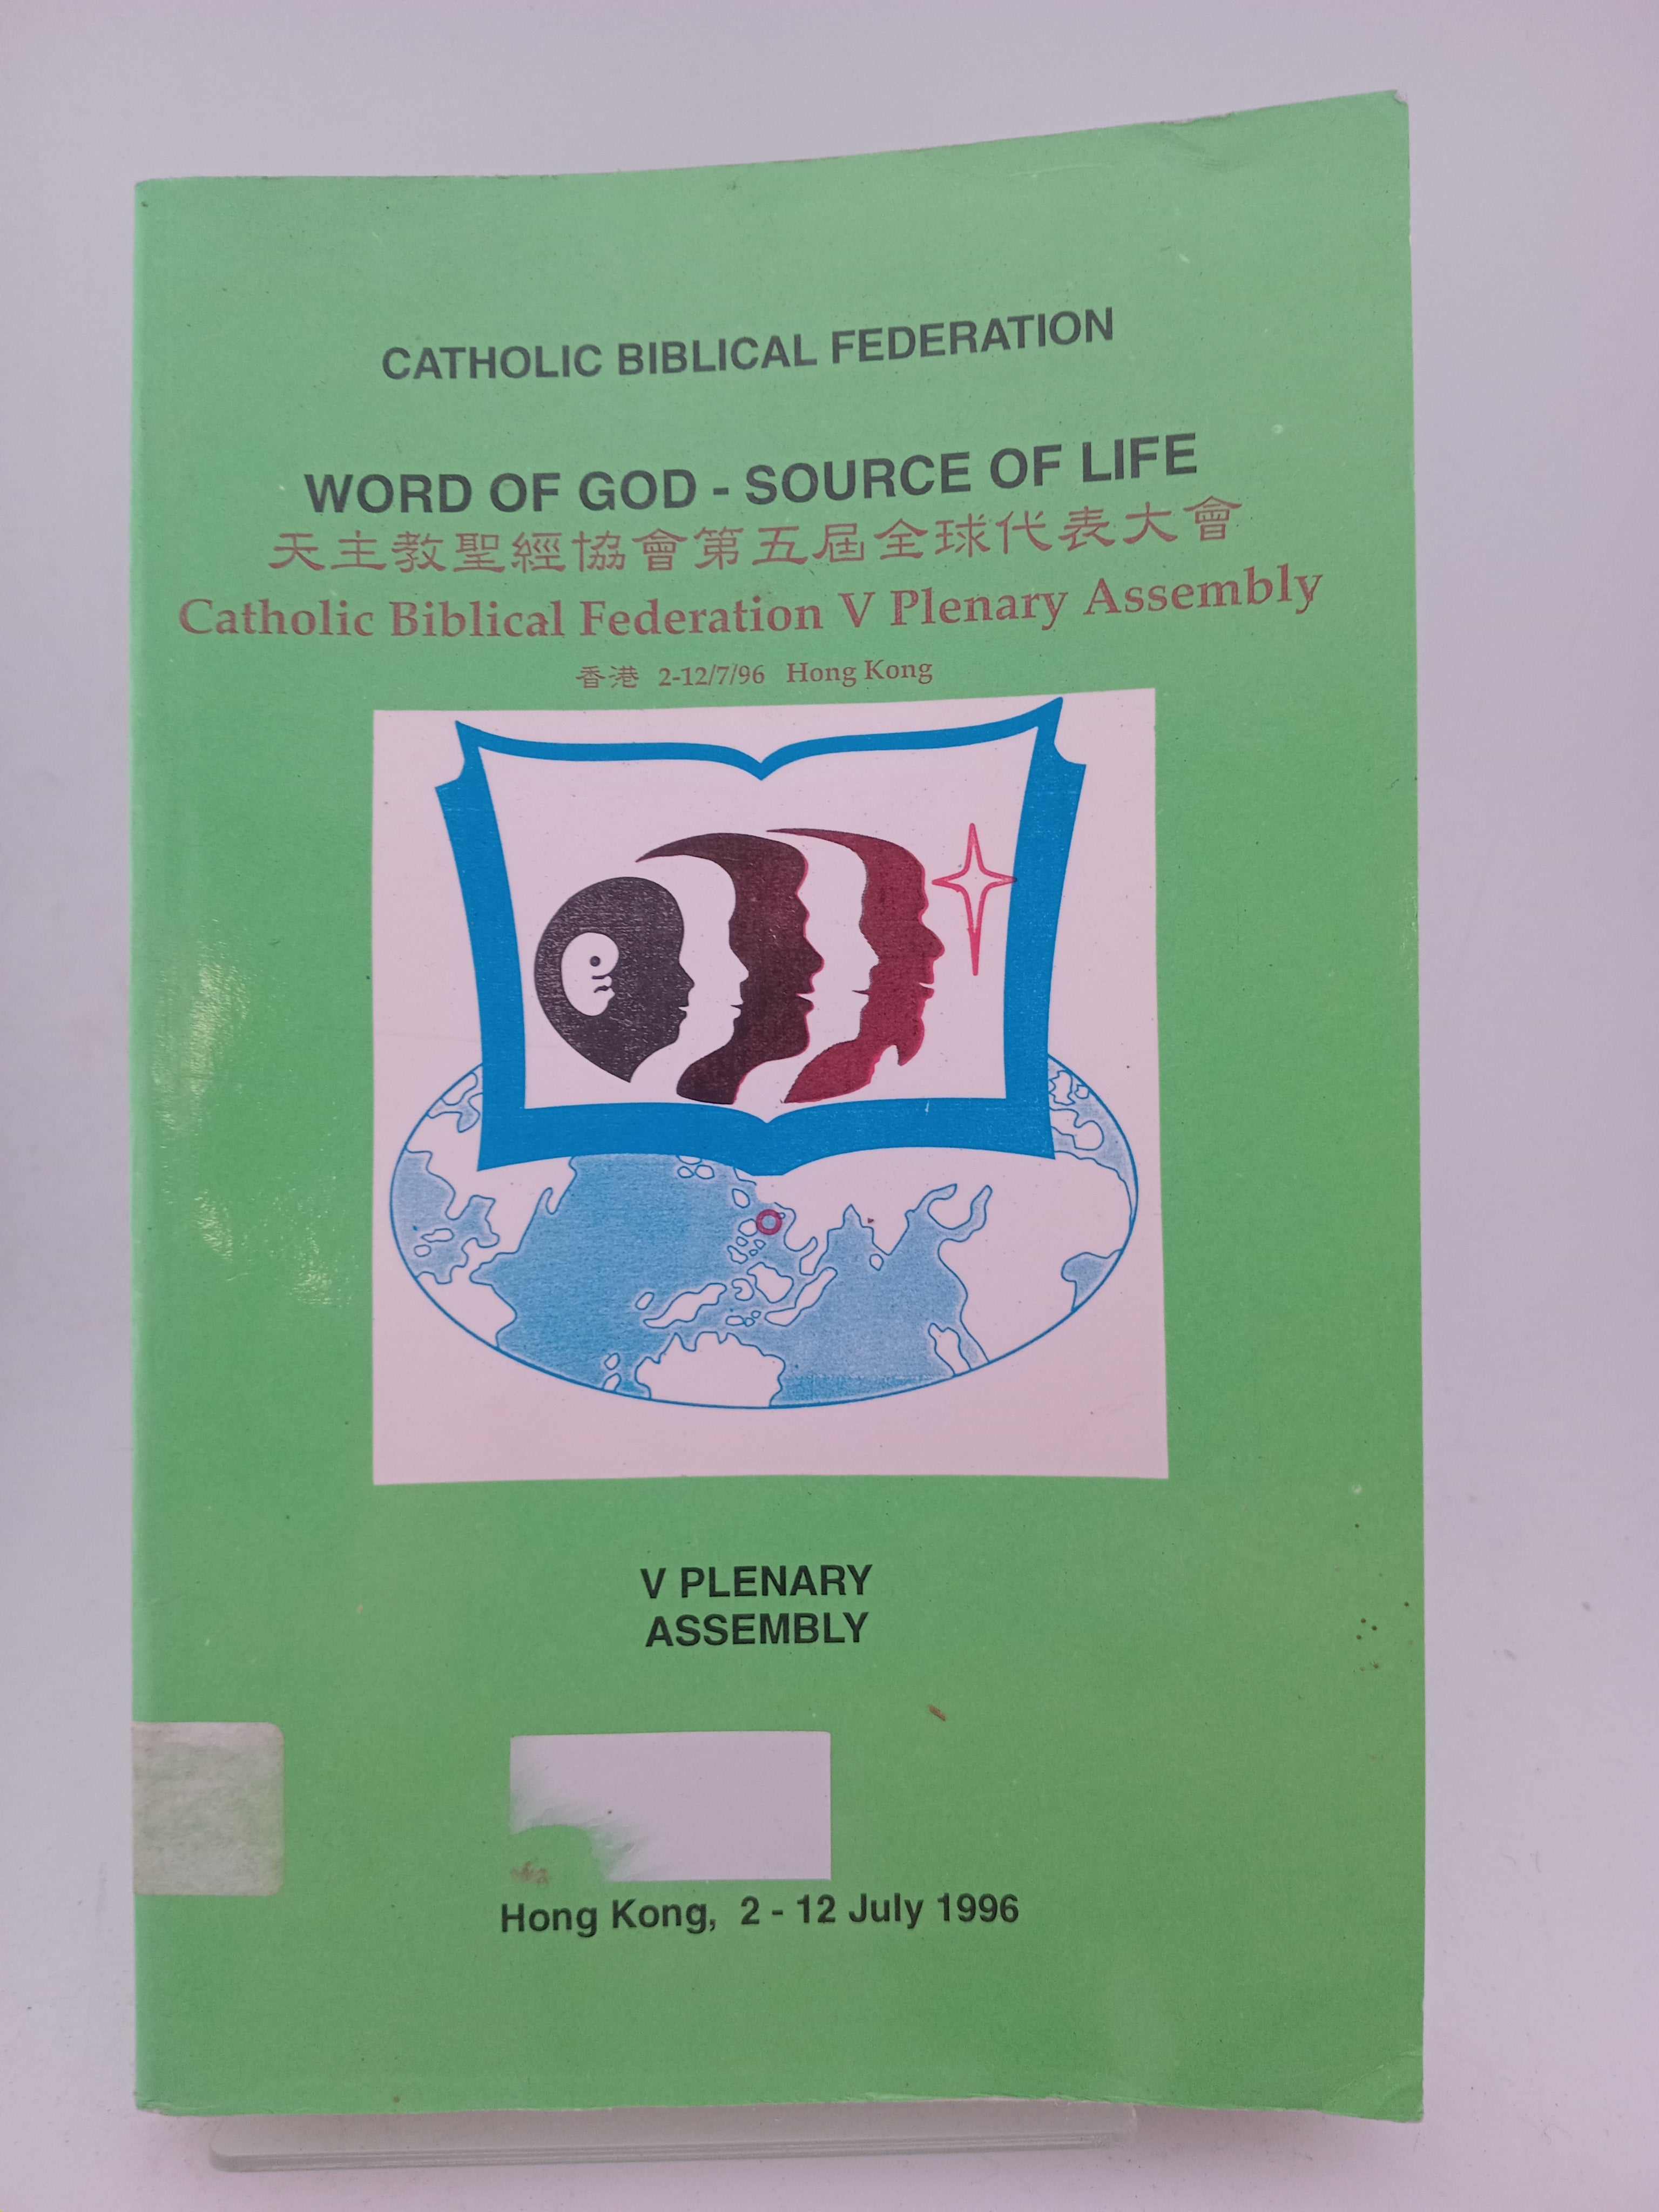 CATHOLIC BIBLICAL FEDERATION
WORD OF GOD - SOURCE OF LIFE
天主教聖經協會第五屆全球代表大會
Catholic Biblical Federation V Plenary Assembly
香港 2-12/7/96 Hong Kong
V PLENARY
ASSEMBLY
Hong Kong, 2 - 12 July 1996